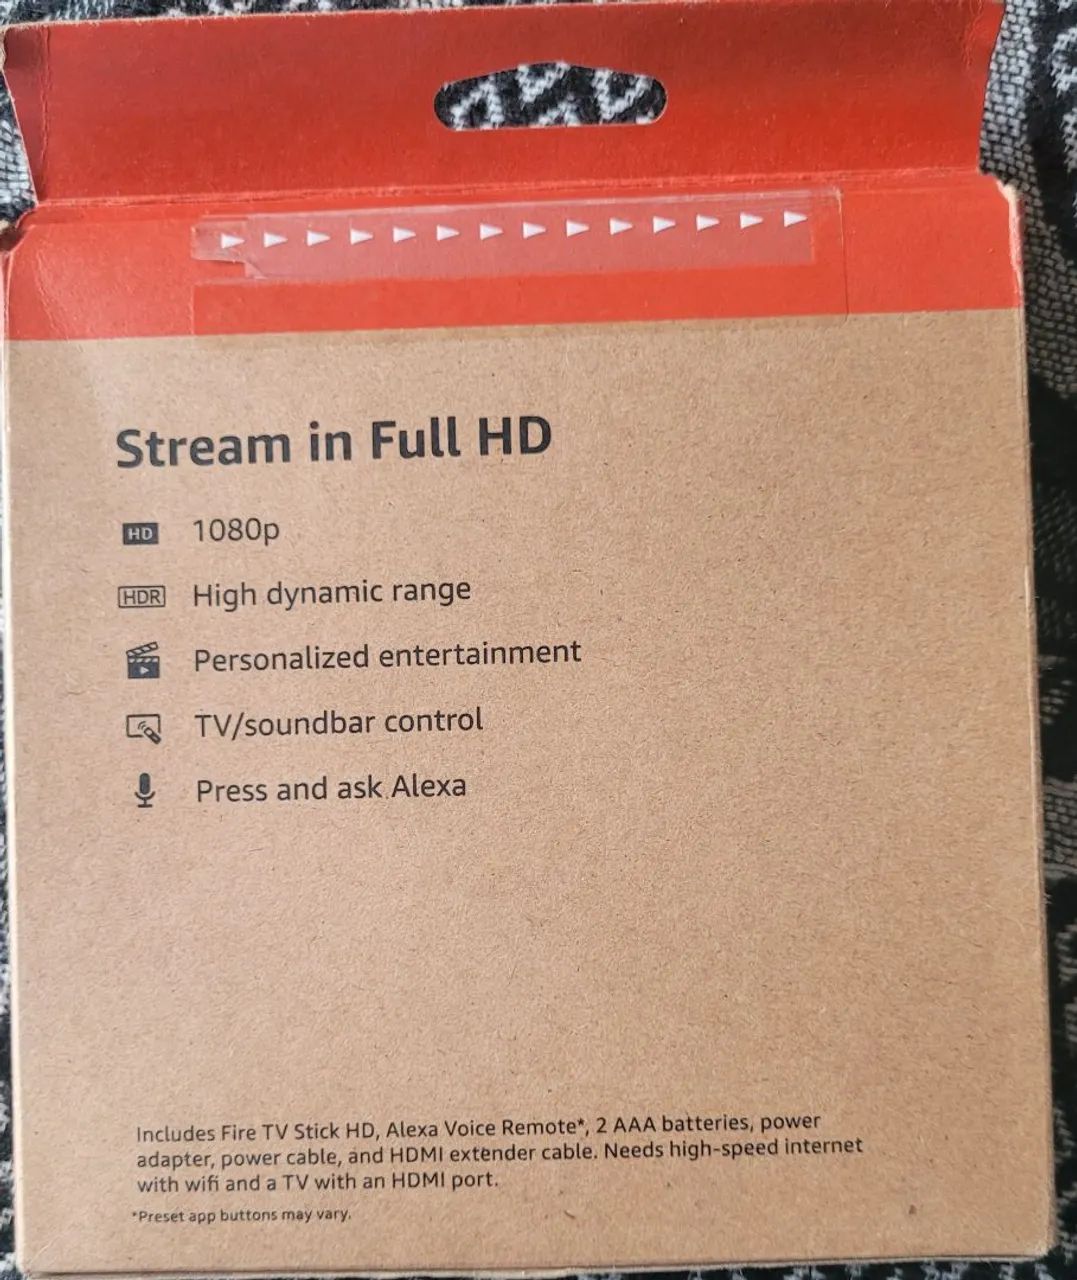 Stream in Full HD
HD 1080p
HDR High dynamic range
Personalized entertainment
TV/soundbar control
Press and ask Alexa
Includes Fire TV Stick HD, Alexa Voice Remote*, 2 AAA batteries, power
adapter, power cable, and HDMI extender cable. Needs high-speed internet
with wifi and a TV with an HDMI port.
*Preset app buttons may vary.